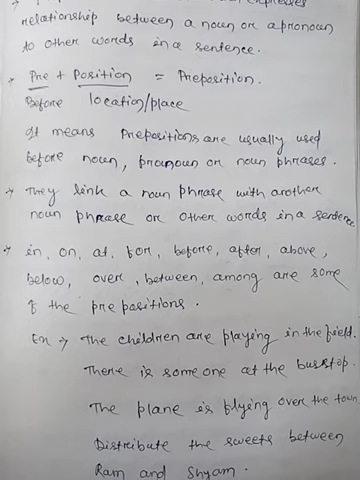 expresses
relationship between a noun or a pronoun
to other words in a sentence.
→ Pre + Position = Preposition.
Before location/place
It means Prepositions are usually used
before noun, pronoun or noun phrases.
→ They link a noun phrase with another
noun phrase or other words in a sentence
→ in, on, at, for, before, after, above,
below, over, between, among are some
of the prepositions.
Ex → The children are playing in the field.
There is some one at the bus stop.
The plane is flying over the town
Distribute the sweets between
Ram and Shyam.